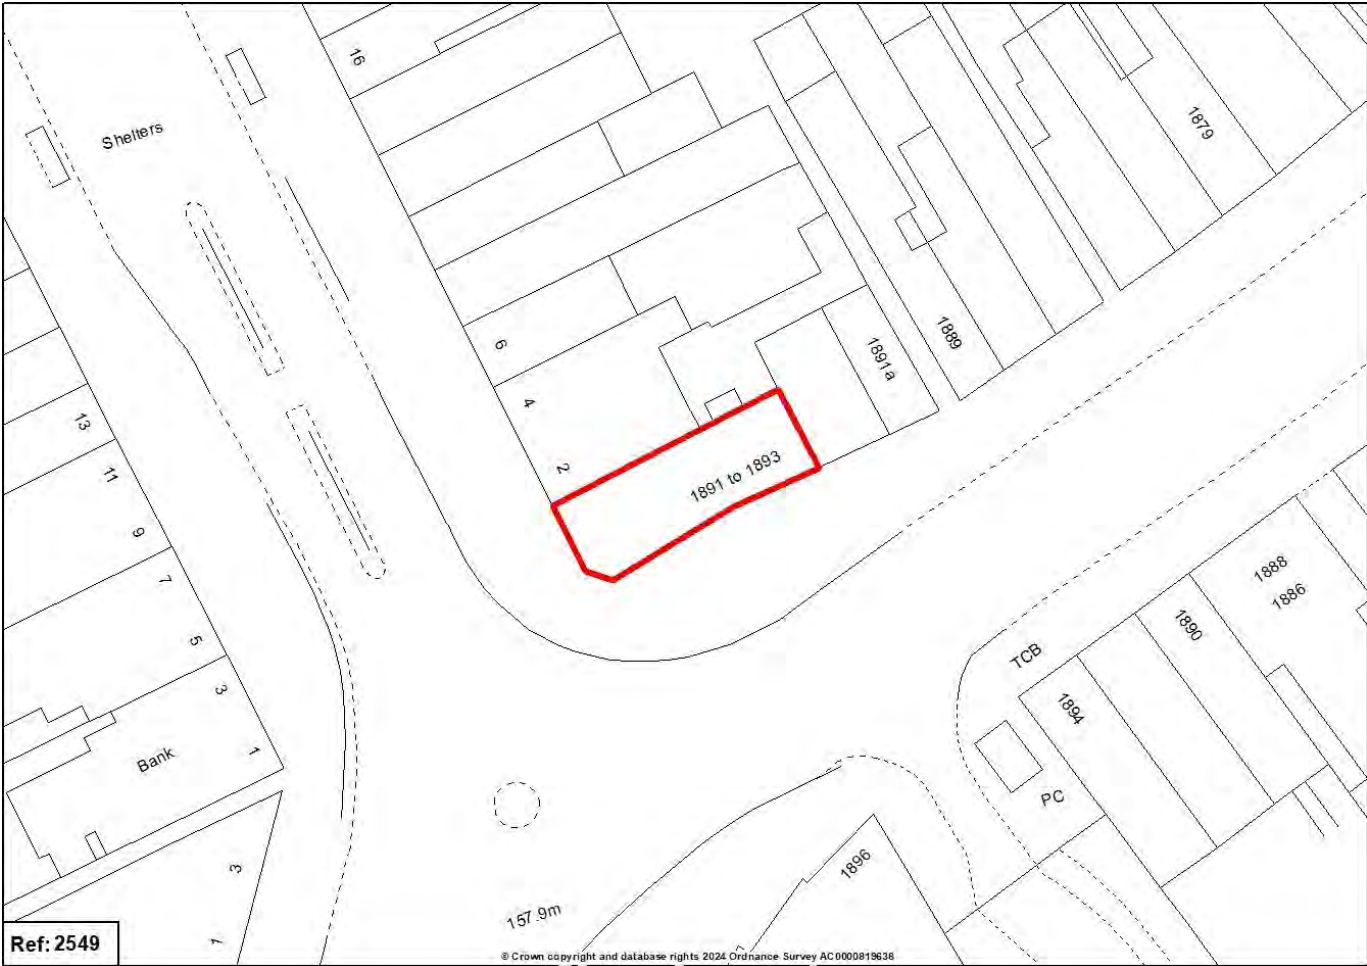 16
Shelters
1879
6
1889
1891a
4
13
2
1891 to 1893
11
9
7
1888
1886
1890
5
TCB
3
1894
1
Bank
PC
3
1896
157.9m
1
Ref: 2549
© Crown copyright and database rights 2024 Ordnance Survey AC0000819636